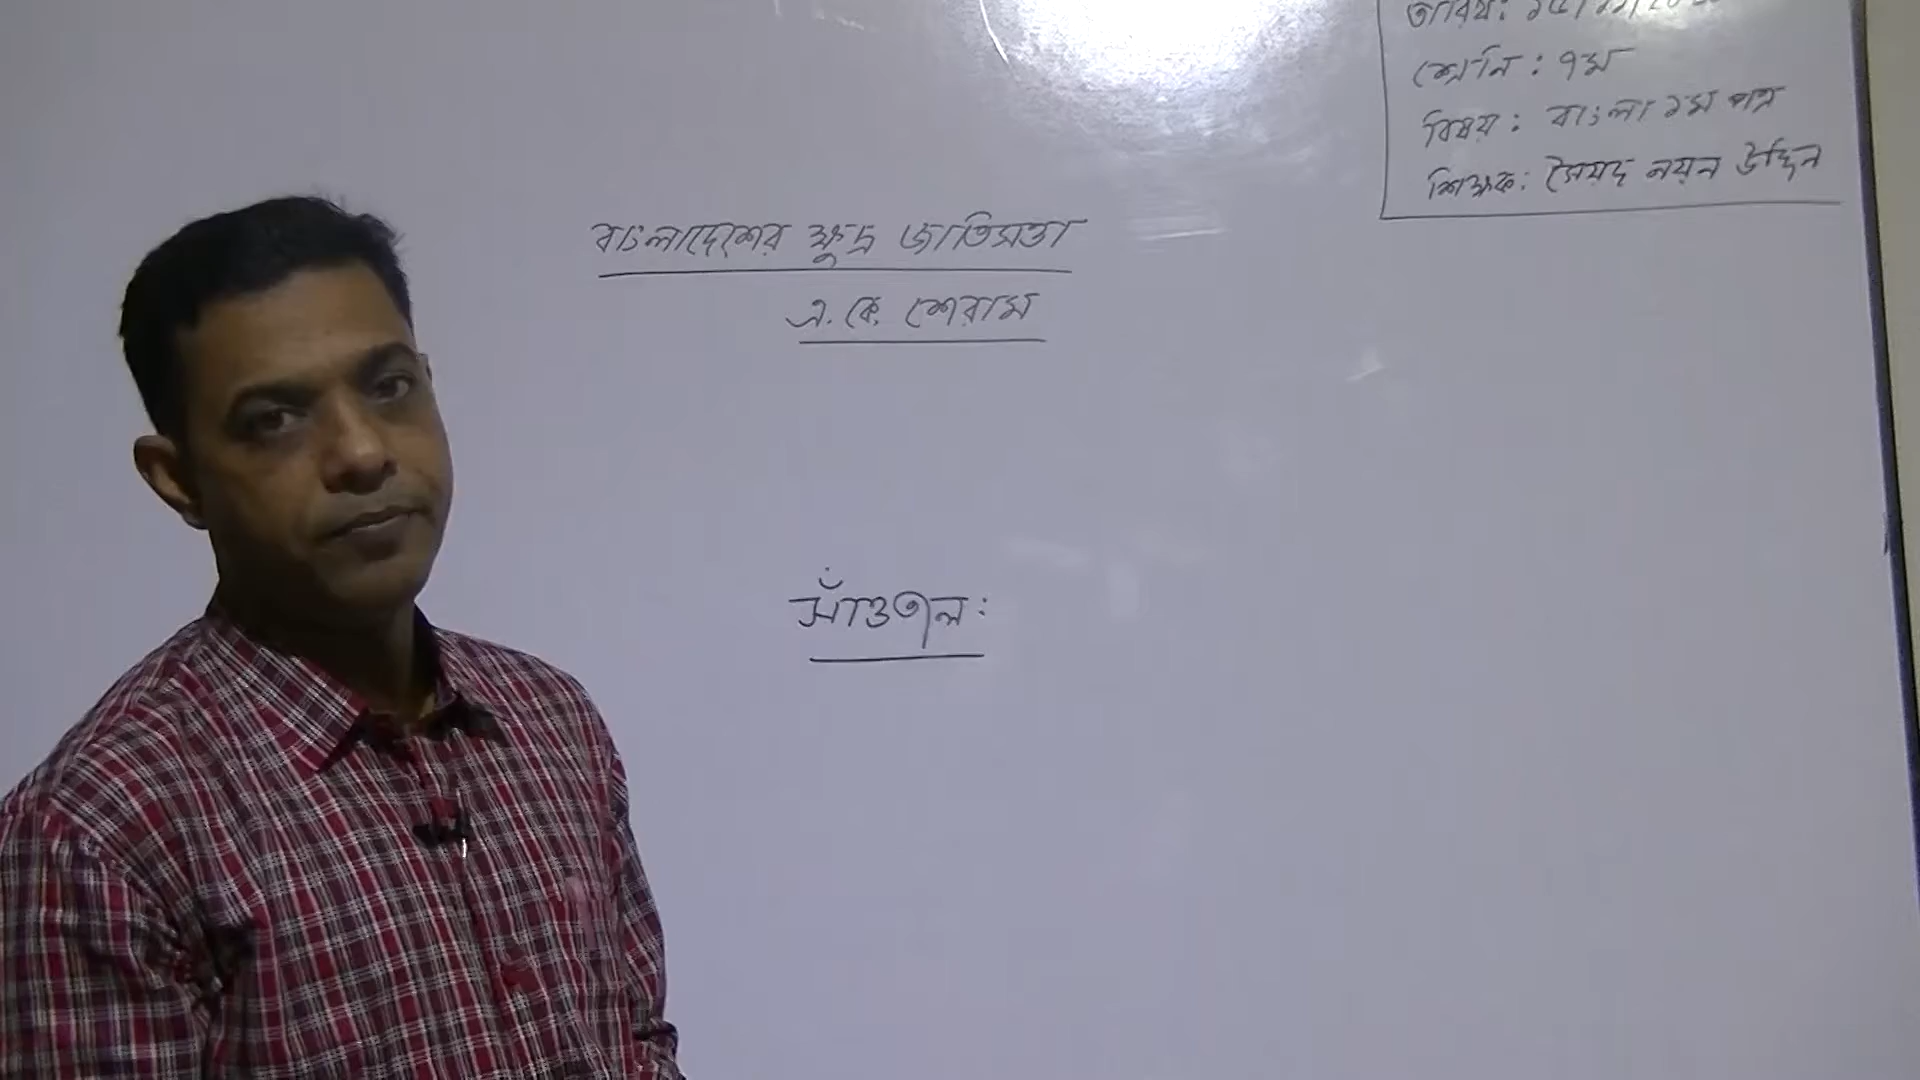 তারিখ:
শ্রেনি : ৭ম
বিষয় : বাংলা ১ম পত্র
শিক্ষক: সৈয়দ নয়ন উদ্দিন
বাংলাদেশের ক্ষুদ্র জাতিসত্তা
এ. কে. শেরাম
সাঁওতাল :